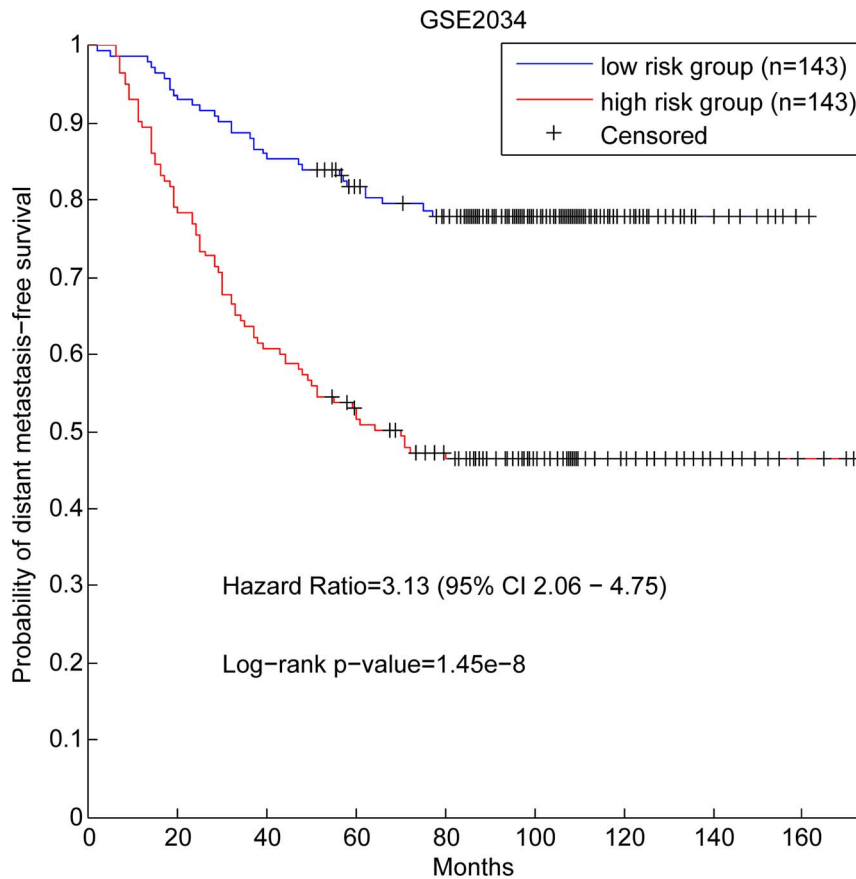 GSE2034
low risk group (n=143)
high risk group (n=143)
Censored
Probability of distant metastasis−free survival
1
0.9
0.8
0.7
0.6
0.5
0.4
0.3
0.2
0.1
0
Hazard Ratio=3.13 (95% CI 2.06 − 4.75)
Log−rank p−value=1.45e−8
0 20 40 60 80 100 120 140 160
Months